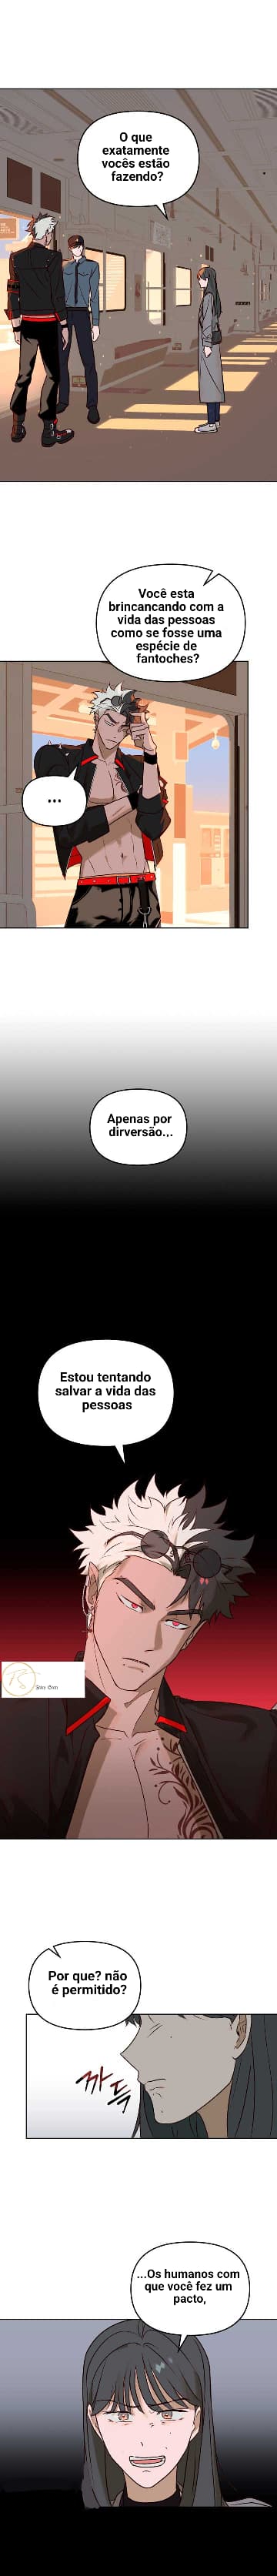 O que
exatamente
vocês estão
fazendo?
Você esta
brincancando com a
vida das pessoas
como se fosse uma
espécie de
fantoches?
...
Apenas por
dirversão...
Estou tentando
salvar a vida das
pessoas
Por que? não
é permitido?
...Os humanos com
que você fez um
pacto,